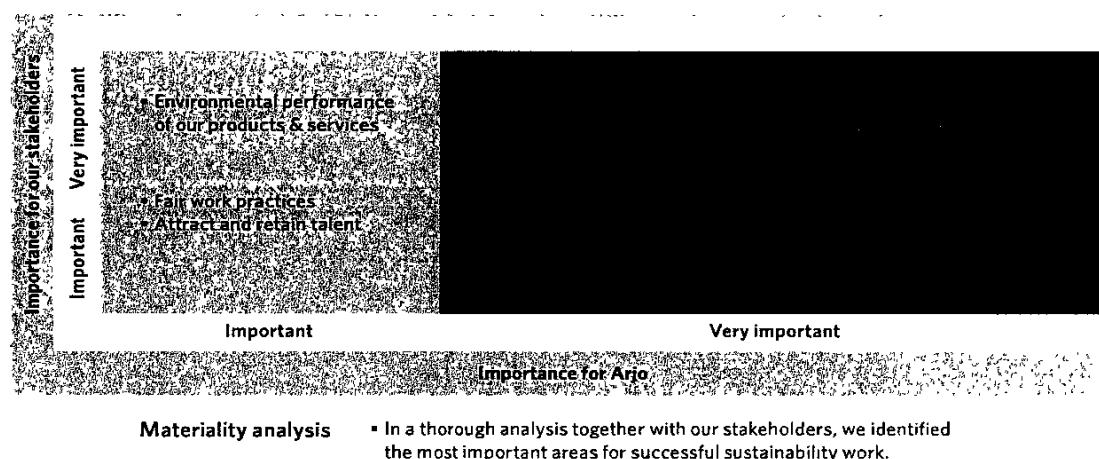 Importance for our stakeholders
Very important
Important
▪ Environmental performance
of our products & services
▪ Fair work practices
▪ Attract and retain talent
Important
Very important
Importance for Arjo
Materiality analysis
▪ In a thorough analysis together with our stakeholders, we identified
the most important areas for successful sustainability work.